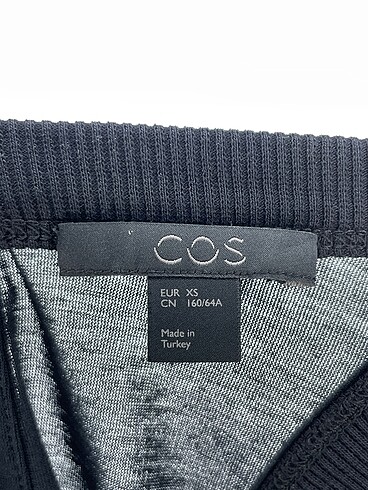 COS
EUR XS
CN 160/64A
Made in
Turkey